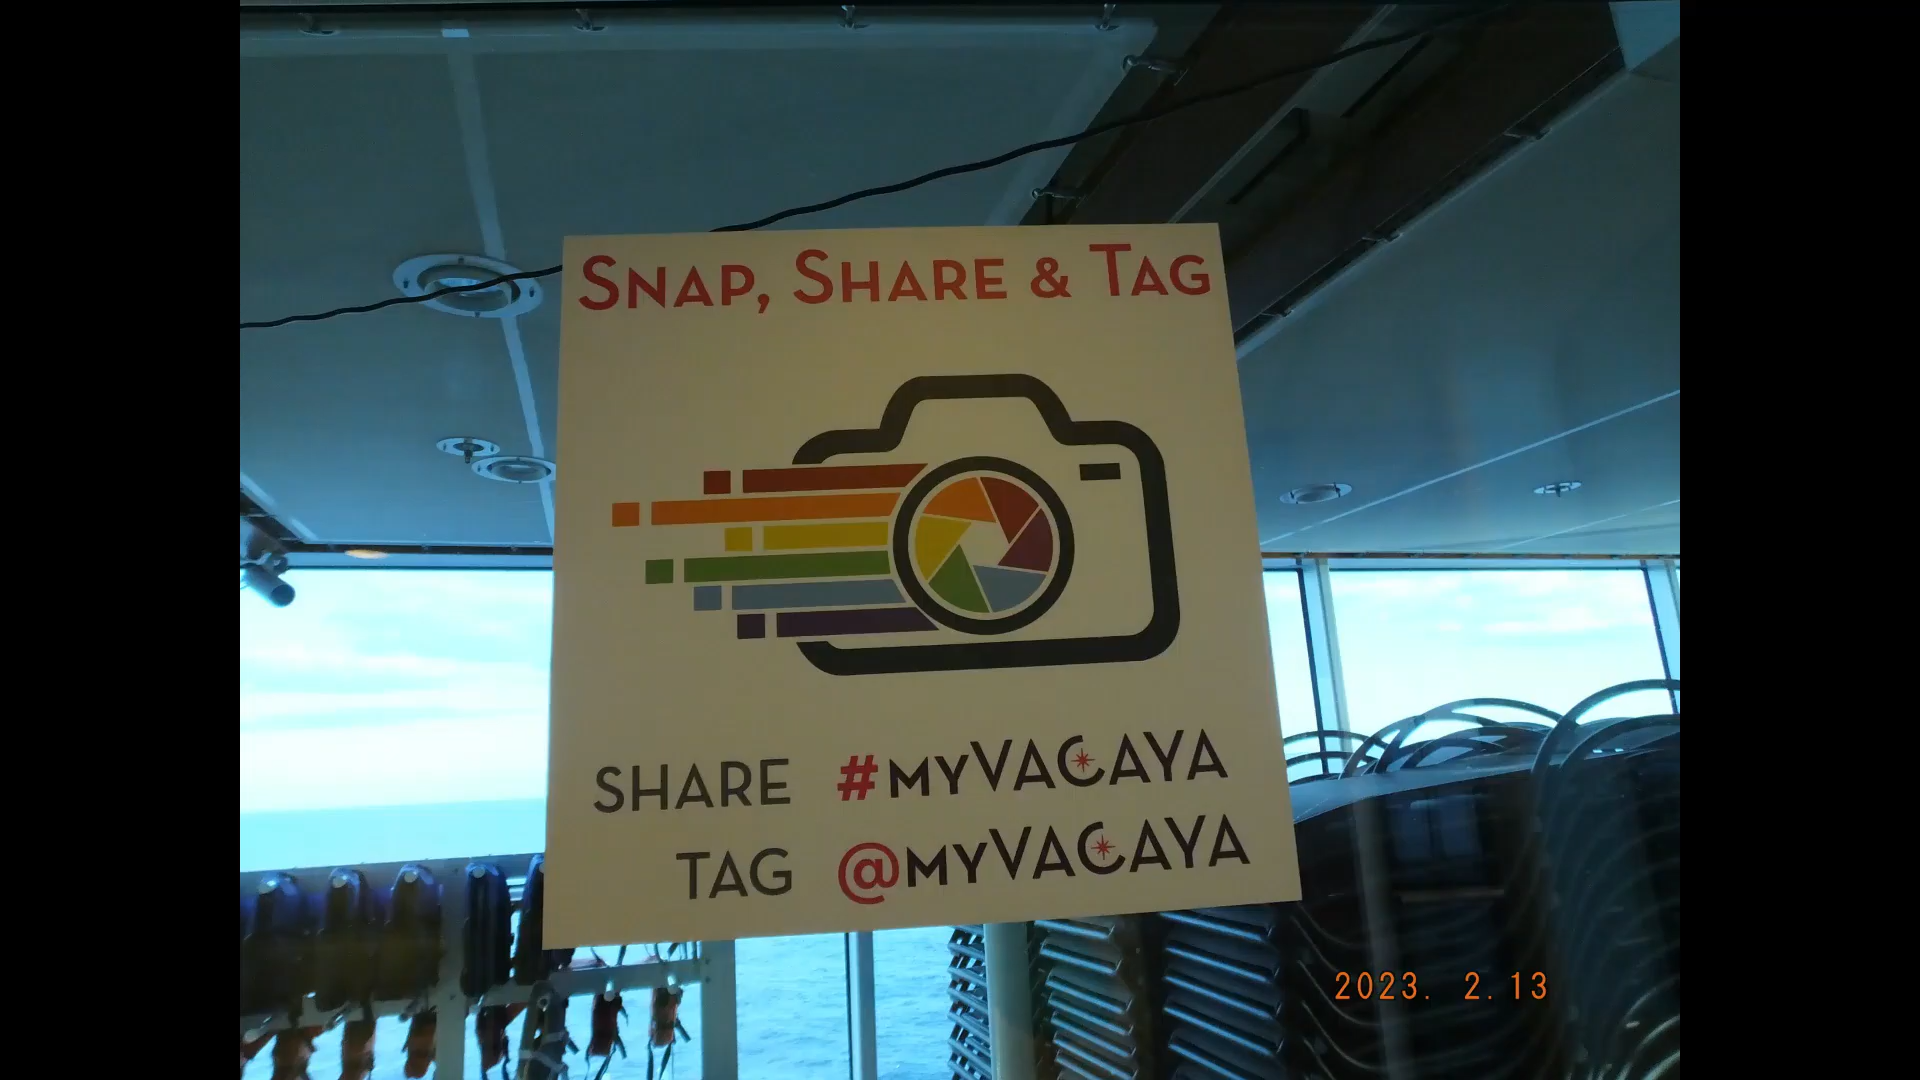 SNAP, SHARE & TAG
SHARE #MYVACAYA
TAG @MYVACAYA
2023. 2.13